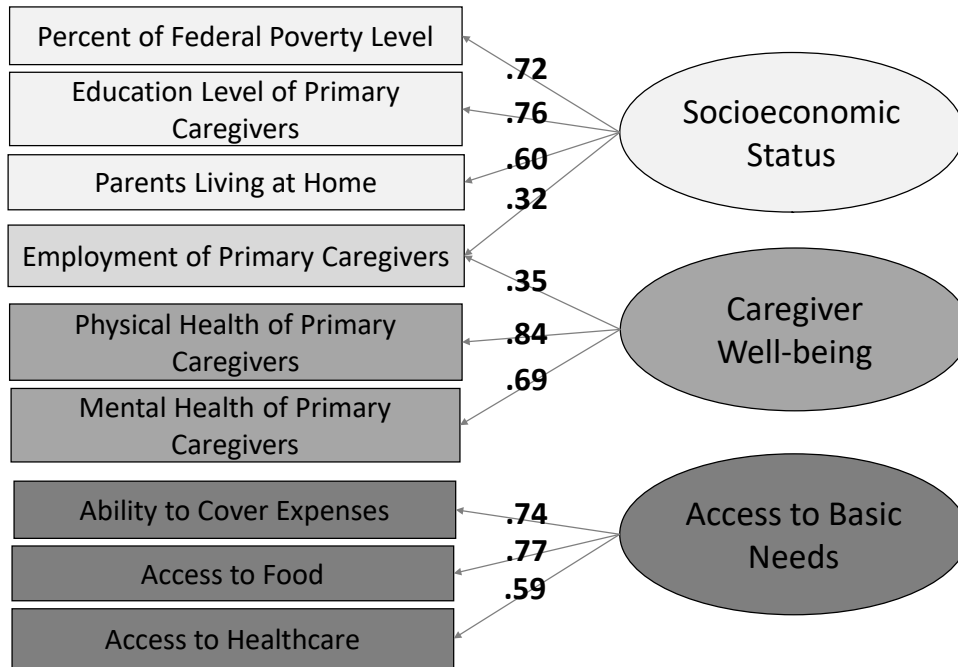 Percent of Federal Poverty Level
Education Level of Primary
Caregivers
Parents Living at Home
Employment of Primary Caregivers
Physical Health of Primary
Caregivers
Mental Health of Primary
Caregivers
Ability to Cover Expenses
Access to Food
Access to Healthcare
.72
.76
.60
.32
.35
.84
.69
.74
.77
.59
Socioeconomic
Status
Caregiver
Well-being
Access to Basic
Needs